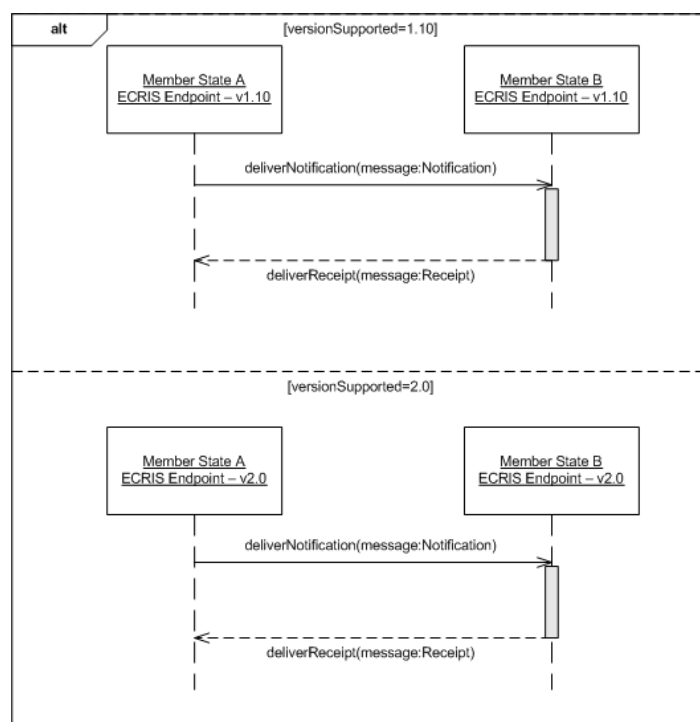 alt
[versionSupported=1.10]
Member State A
ECRIS Endpoint – v1.10
Member State B
ECRIS Endpoint – v1.10
deliverNotification(message:Notification)
deliverReceipt(message:Receipt)
[versionSupported=2.0]
Member State A
ECRIS Endpoint – v2.0
Member State B
ECRIS Endpoint – v2.0
deliverNotification(message:Notification)
deliverReceipt(message:Receipt)